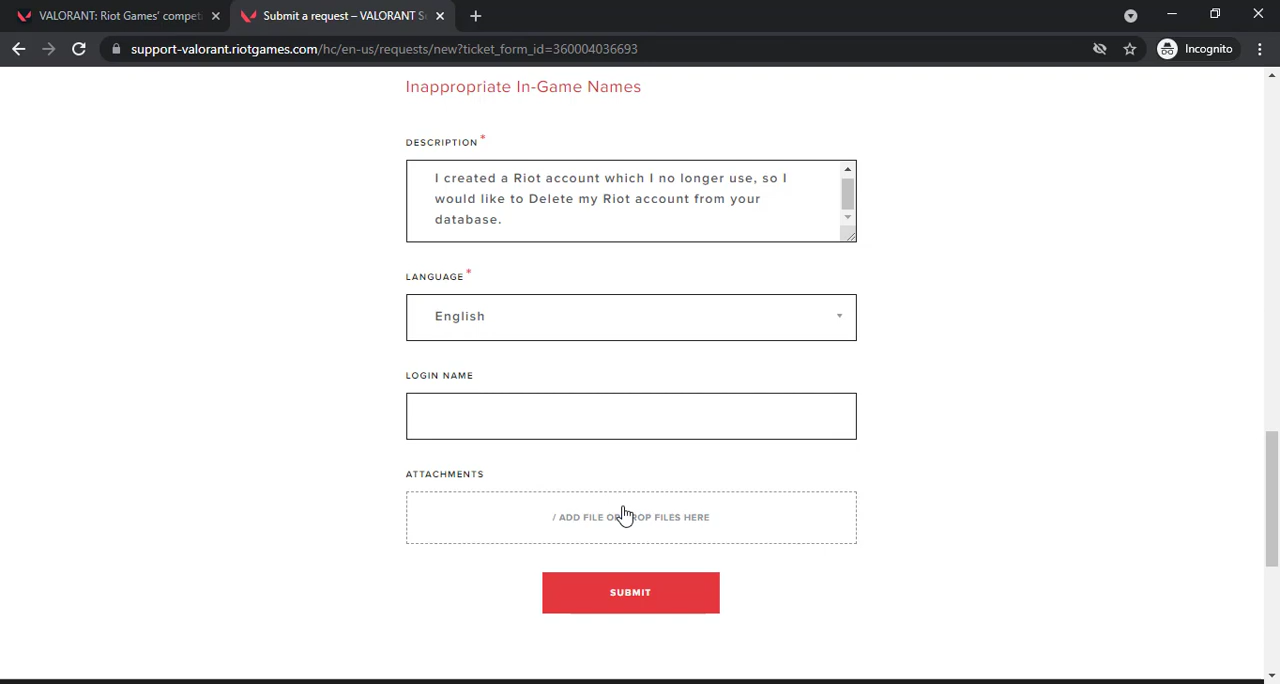 VALORANT: Riot Games' compet
Submit a request – VALORANT S
support-valorant.riotgames.com/hc/en-us/requests/new?ticket_form_id=360004036693
Incognito
Inappropriate In-Game Names
DESCRIPTION*
I created a Riot account which I no longer use, so I
would like to Delete my Riot account from your
database.
LANGUAGE*
English
LOGIN NAME
ATTACHMENTS
/ ADD FILE OR DROP FILES HERE
SUBMIT